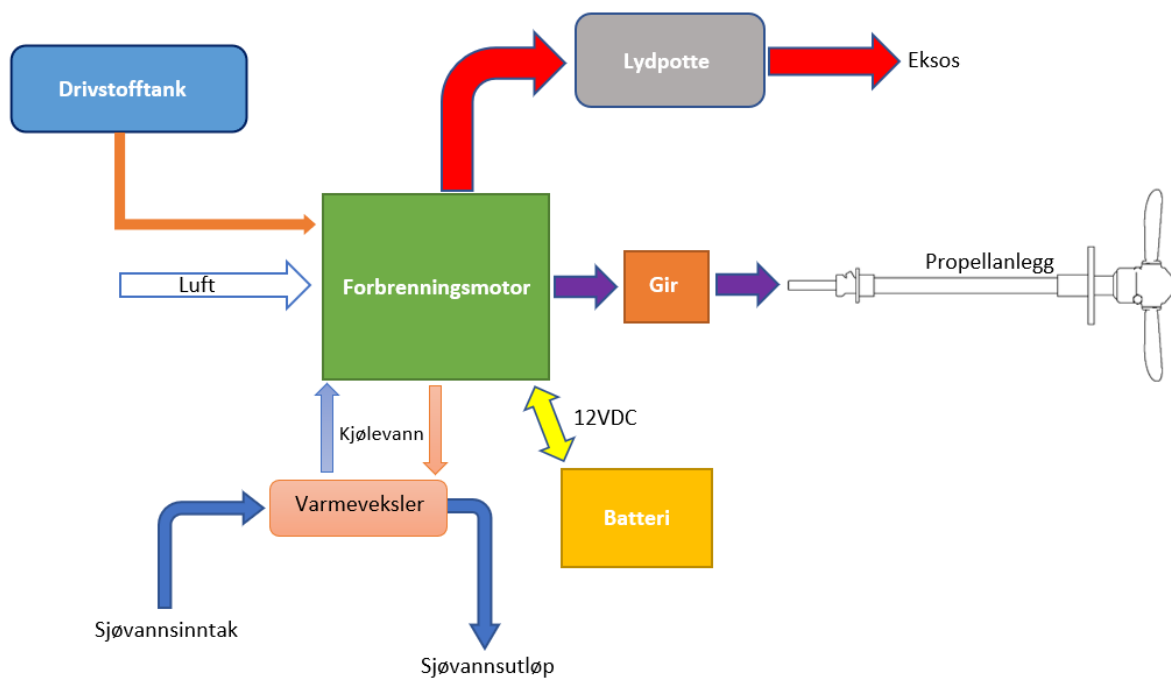 Lydpotte
Eksos
Drivstofftank
Luft
Forbrenningsmotor
Gir
Propellanlegg
Kjølevann
12VDC
Varmeveksler
Batteri
Sjøvannsinntak
Sjøvannsutløp